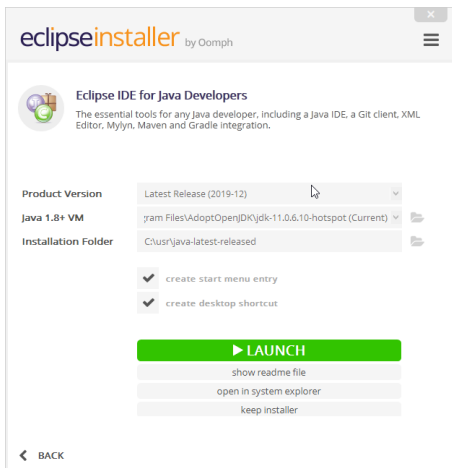 eclipseinstaller by Oomph
Eclipse IDE for Java Developers
The essential tools for any Java developer, including a Java IDE, a Git client, XML
Editor, Mylyn, Maven and Gradle integration.
Product Version Latest Release (2019-12)
Java 1.8+ VM gram Files\AdoptOpenJDK\jdk-11.0.6.10-hotspot (Current)
Installation Folder C:\usr\java-latest-released
create start menu entry
create desktop shortcut
LAUNCH
show readme file
open in system explorer
keep installer
BACK